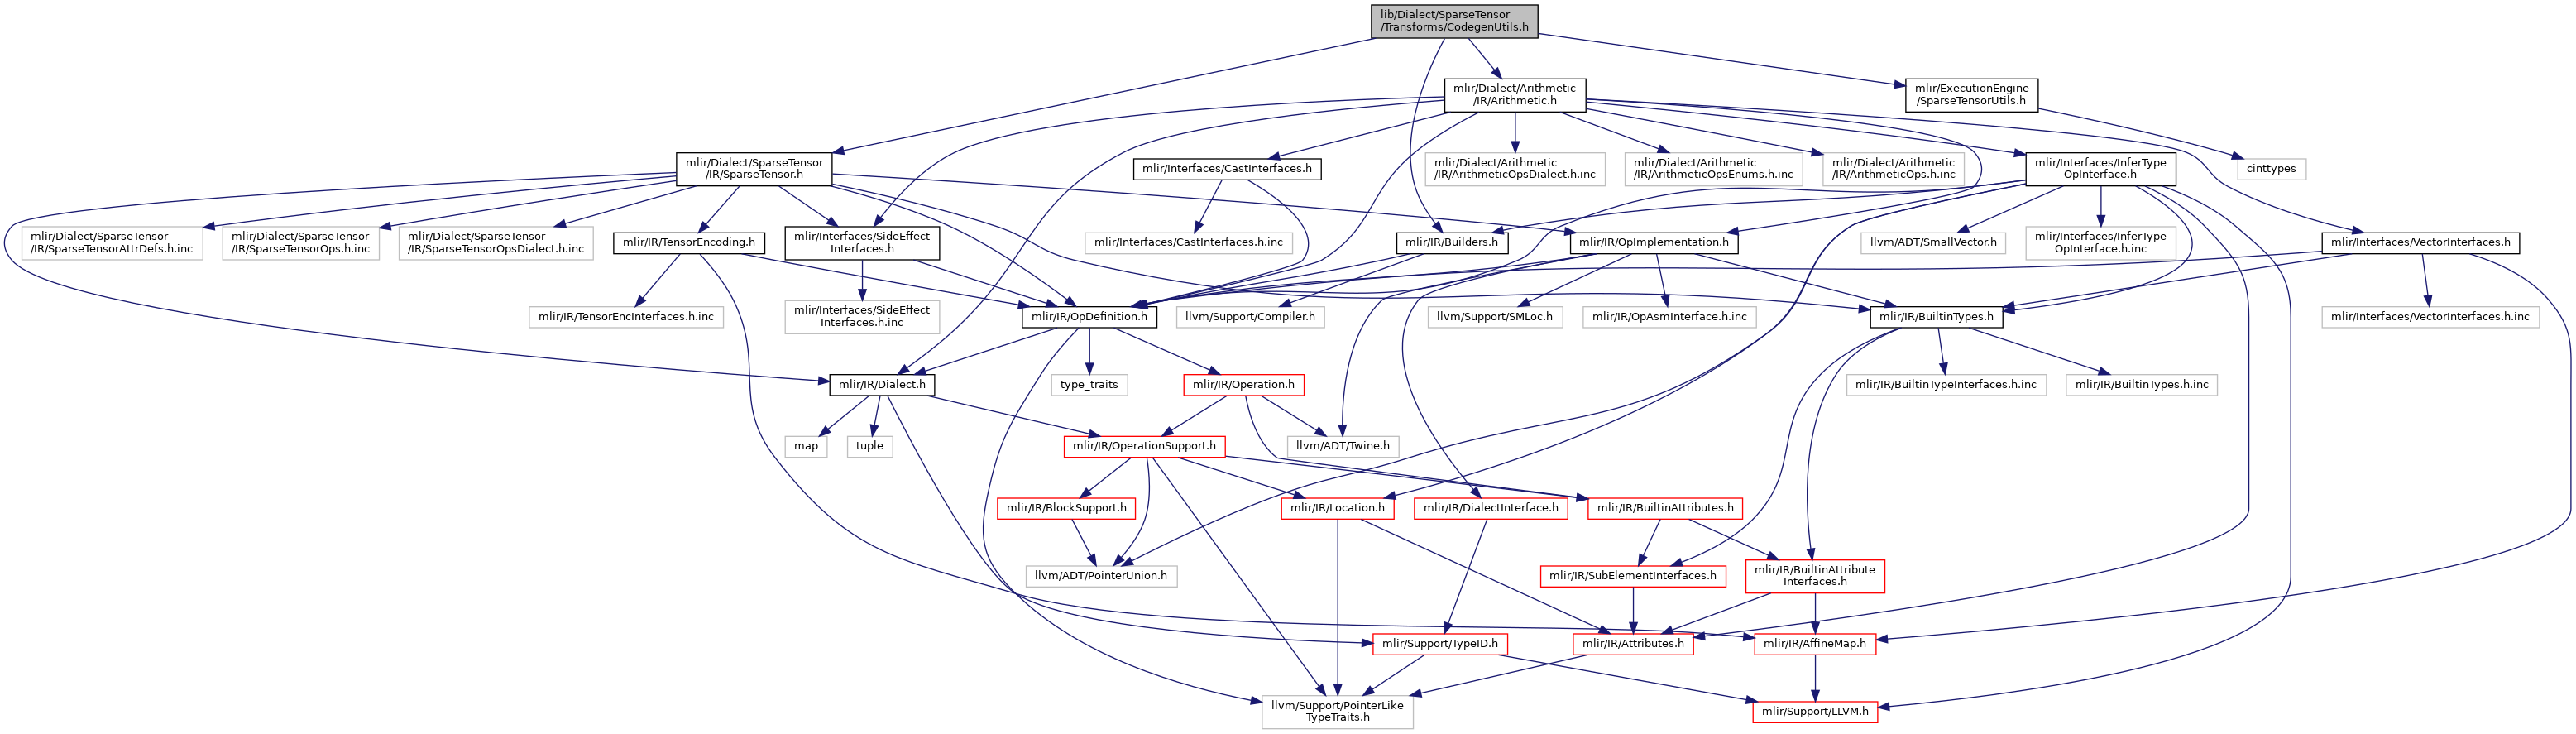 lib/Dialect/SparseTensor
/Transforms/CodegenUtils.h
mlir/Dialect/Arithmetic
/IR/Arithmetic.h
mlir/ExecutionEngine
/SparseTensorUtils.h
mlir/Dialect/SparseTensor
/IR/SparseTensor.h
mlir/Interfaces/CastInterfaces.h
mlir/Dialect/Arithmetic
/IR/ArithmeticOpsDialect.h.inc
mlir/Dialect/Arithmetic
/IR/ArithmeticOpsEnums.h.inc
mlir/Dialect/Arithmetic
/IR/ArithmeticOps.h.inc
mlir/Interfaces/InferType
OpInterface.h
cinttypes
mlir/Dialect/SparseTensor
/IR/SparseTensorAttrDefs.h.inc
mlir/Dialect/SparseTensor
/IR/SparseTensorOps.h.inc
mlir/Dialect/SparseTensor
/IR/SparseTensorOpsDialect.h.inc
mlir/IR/TensorEncoding.h
mlir/Interfaces/SideEffect
Interfaces.h
mlir/Interfaces/CastInterfaces.h.inc
mlir/IR/Builders.h
mlir/IR/OpImplementation.h
llvm/ADT/SmallVector.h
mlir/Interfaces/InferType
OpInterface.h.inc
mlir/Interfaces/VectorInterfaces.h
mlir/IR/TensorEncInterfaces.h.inc
mlir/Interfaces/SideEffect
Interfaces.h.inc
mlir/IR/OpDefinition.h
llvm/Support/Compiler.h
llvm/Support/SMLoc.h
mlir/IR/OpAsmInterface.h.inc
mlir/IR/BuiltinTypes.h
mlir/Interfaces/VectorInterfaces.h.inc
mlir/IR/Dialect.h
type_traits
mlir/IR/Operation.h
mlir/IR/BuiltinTypeInterfaces.h.inc
mlir/IR/BuiltinTypes.h.inc
map
tuple
mlir/IR/OperationSupport.h
llvm/ADT/Twine.h
mlir/IR/BlockSupport.h
mlir/IR/Location.h
mlir/IR/DialectInterface.h
mlir/IR/BuiltinAttributes.h
llvm/ADT/PointerUnion.h
mlir/IR/SubElementInterfaces.h
mlir/IR/BuiltinAttribute
Interfaces.h
mlir/Support/TypeID.h
mlir/IR/Attributes.h
mlir/IR/AffineMap.h
llvm/Support/PointerLike
TypeTraits.h
mlir/Support/LLVM.h